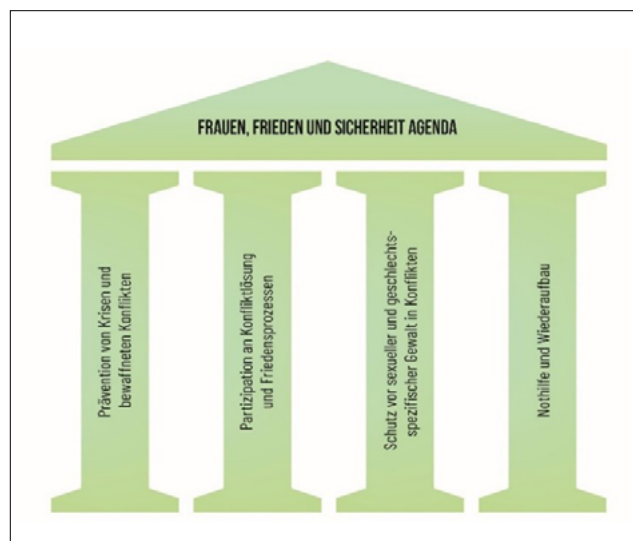 FRAUEN, FRIEDEN UND SICHERHEIT AGENDA
Prävention von Krisen und
bewaffneten Konflikten
Partizipation an Konfliktlösung
und Friedensprozessen
Schutz vor sexueller und geschlechts-
spezifischer Gewalt in Konflikten
Nothilfe und Wiederaufbau